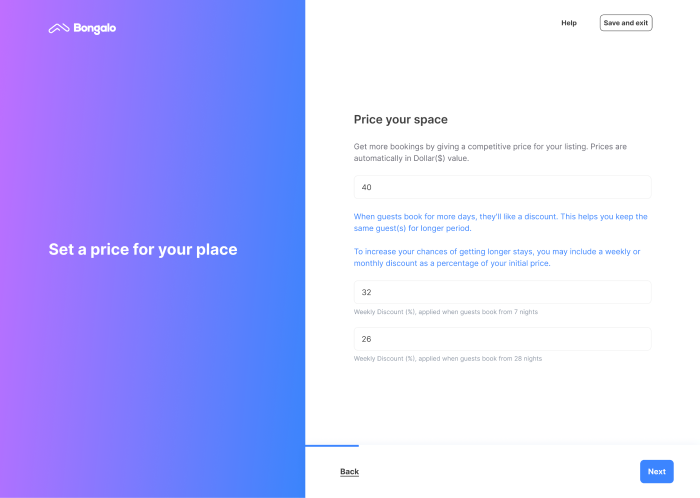 Bongalo
Help
Save and exit
Set a price for your place
Price your space
Get more bookings by giving a competitive price for your listing. Prices are
automatically in Dollar($) value.
40
When guests book for more days, they'll like a discount. This helps you keep the
same guest(s) for longer period.
To increase your chances of getting longer stays, you may include a weekly or
monthly discount as a percentage of your initial price.
32
Weekly Discount (%), applied when guests book from 7 nights
26
Weekly Discount (%), applied when guests book from 28 nights
Back
Next